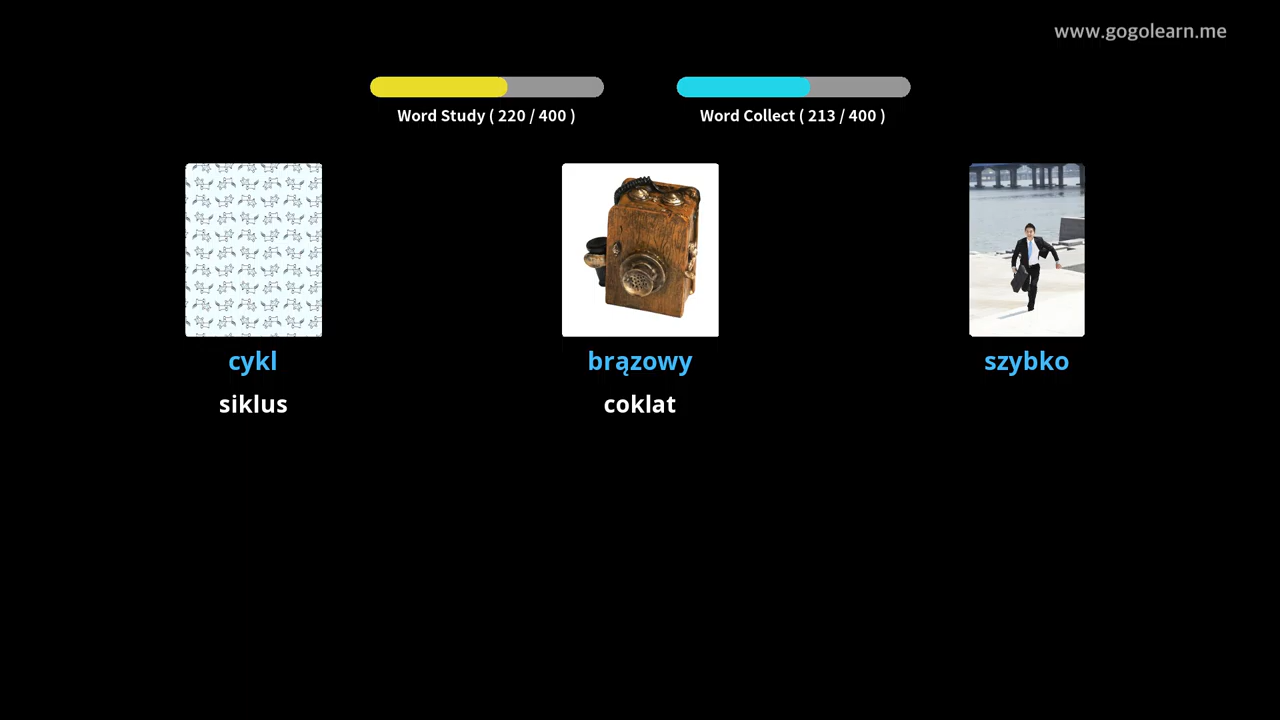 www.gogolearn.me
Word Study ( 220 / 400 )
Word Collect ( 213 / 400 )
cykl
brązowy
szybko
siklus
coklat